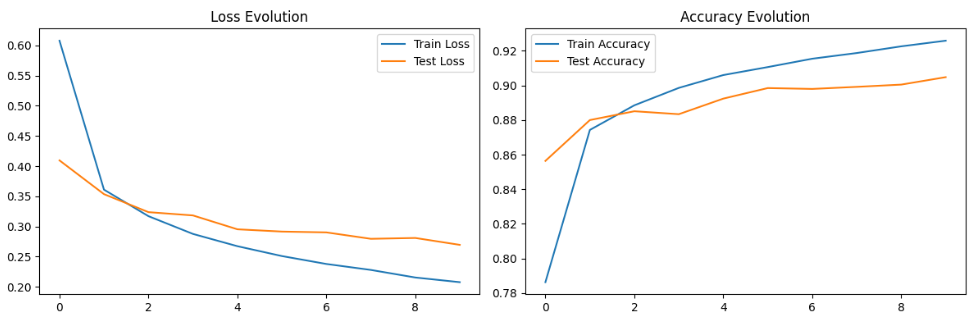 Loss Evolution
0.60
0.55
0.50
0.45
0.40
0.35
0.30
0.25
0.20
Train Loss
Test Loss
0 2 4 6 8
Accuracy Evolution
0.92
0.90
0.88
0.86
0.84
0.82
0.80
0.78
Train Accuracy
Test Accuracy
0 2 4 6 8